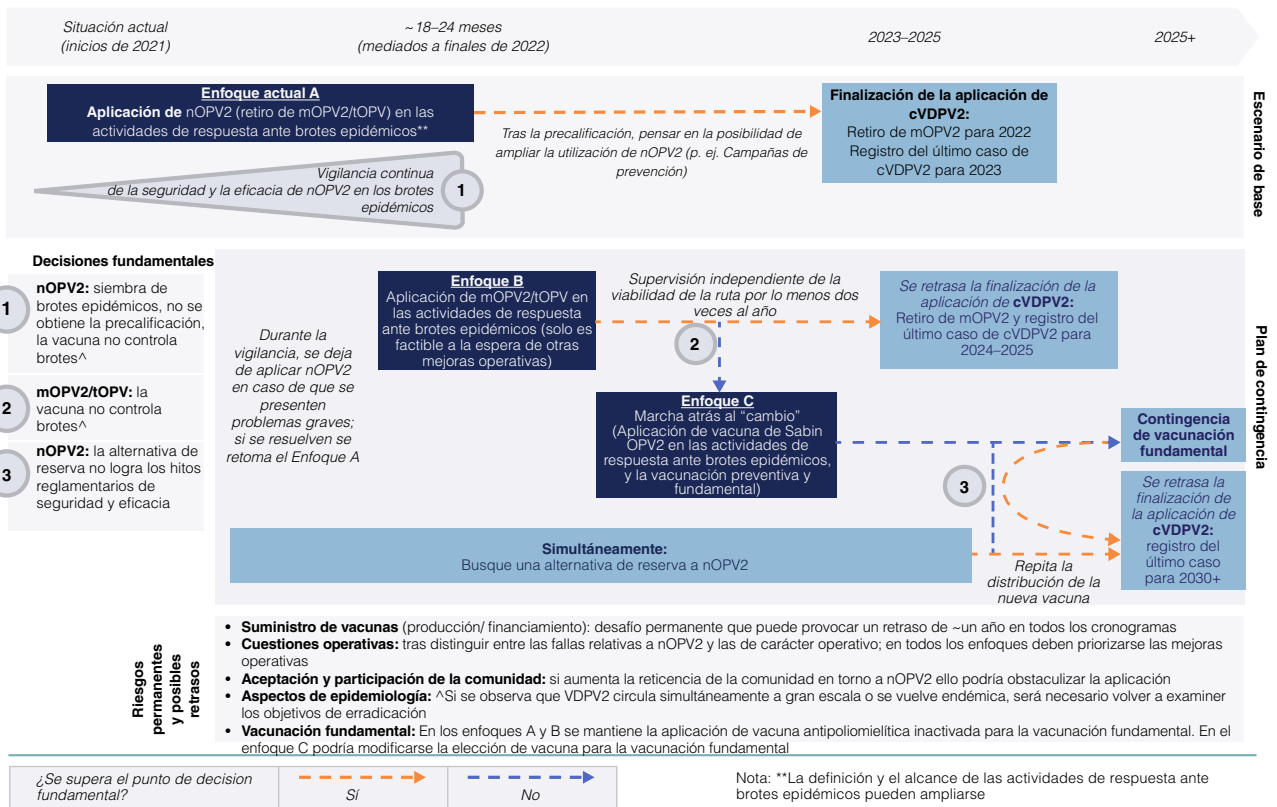 Situación actual
(inicios de 2021)
~ 18–24 meses
(mediados a finales de 2022)
2023–2025
2025+
Enfoque actual A
Aplicación de nOPV2 (retiro de mOPV2/tOPV) en las
actividades de respuesta ante brotes epidémicos**
Tras la precalificación, pensar en la posibilidad de
ampliar la utilización de nOPV2 (p. ej. Campañas de
prevención)
Finalización de la aplicación de
cVDPV2:
Retiro de mOPV2 para 2022
Registro del último caso de
cVDPV2 para 2023
Vigilancia continua
de la seguridad y la eficacia de nOPV2 en los brotes
epidémicos
1
Escenario de base
Decisiones fundamentales
1
nOPV2: siembra de
brotes epidémicos, no se
obtiene la precalificación,
la vacuna no controla
brotes^
2
mOPV2/tOPV: la
vacuna no controla
brotes^
3
nOPV2: la alternativa de
reserva no logra los hitos
reglamentarios de
seguridad y eficacia
Durante la
vigilancia, se deja
de aplicar nOPV2
en caso de que se
presenten
problemas graves;
si se resuelven se
retoma el Enfoque A
Enfoque B
Aplicación de mOPV2/tOPV en
las actividades de respuesta
ante brotes epidémicos (solo es
factible a la espera de otras
mejoras operativas)
Supervisión independiente de la
viabilidad de la ruta por lo menos dos
veces al año
2
Se retrasa la finalización de la
aplicación de cVDPV2:
Retiro de mOPV2 y registro del
último caso de cVDPV2 para
2024–2025
Enfoque C
Marcha atrás al “cambio”
(Aplicación de vacuna de Sabin
OPV2 en las actividades de
respuesta ante brotes epidémicos,
y la vacunación preventiva y
fundamental)
Contingencia
de vacunación
fundamental
3
Se retrasa la
finalización de
la aplicación de
cVDPV2:
registro del
último caso
para 2030+
Simultáneamente:
Busque una alternativa de reserva a nOPV2
Repita la
distribución de la
nueva vacuna
Plan de contingencia
Riesgos
permanentes
y posibles
retrasos
• Suministro de vacunas (producción/ financiamiento): desafío permanente que puede provocar un retraso de ~un año en todos los cronogramas
• Cuestiones operativas: tras distinguir entre las fallas relativas a nOPV2 y las de carácter operativo; en todos los enfoques deben priorizarse las mejoras
operativas
• Aceptación y participación de la comunidad: si aumenta la reticencia de la comunidad en torno a nOPV2 ello podría obstaculizar la aplicación
• Aspectos de epidemiología: ^Si se observa que VDPV2 circula simultáneamente a gran escala o se vuelve endémica, será necesario volver a examiner
los objetivos de erradicación
• Vacunación fundamental: En los enfoques A y B se mantiene la aplicación de vacuna antipoliomielítica inactivada para la vacunación fundamental. En el
enfoque C podría modificarse la elección de vacuna para la vacunación fundamental
¿Se supera el punto de decision
fundamental?
Sí
No
Nota: **La definición y el alcance de las actividades de respuesta ante
brotes epidémicos pueden ampliarse